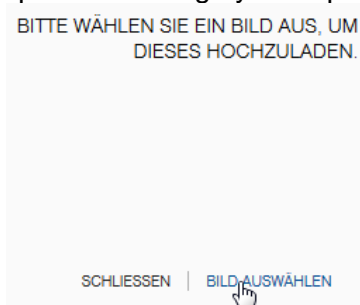 BITTE WÄHLEN SIE EIN BILD AUS, UM
DIESES HOCHZULADEN.
SCHLIESSEN | BILD AUSWÄHLEN